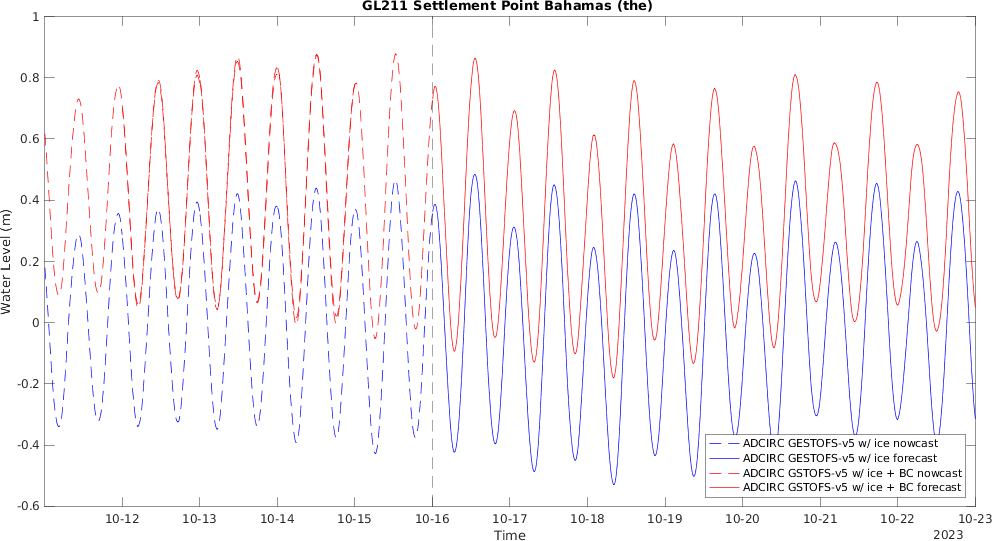 GL211 Settlement Point Bahamas (the)
1
0.8
0.6
0.4
0.2
0
-0.2
-0.4
-0.6
Water Level (m)
ADCIRC GESTOFS-v5 w/ ice nowcast
ADCIRC GESTOFS-v5 w/ ice forecast
ADCIRC GSTOFS-v5 w/ ice + BC nowcast
ADCIRC GSTOFS-v5 w/ ice + BC forecast
10-12 10-13 10-14 10-15 10-16 10-17 10-18 10-19 10-20 10-21 10-22 10-23
Time
2023